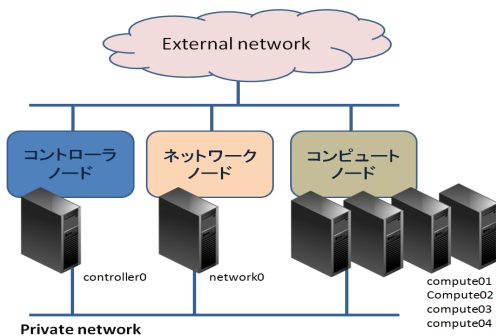 External network
コントローラ
ノード
ネットワーク
ノード
コンピュート
ノード
controller0
network0
compute01
Compute02
compute03
compute04
Private network